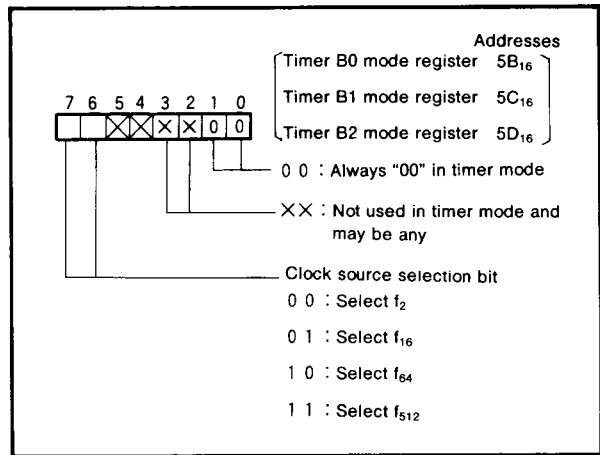 Addresses
Timer B0 mode register 5B₁₆
Timer B1 mode register 5C₁₆
Timer B2 mode register 5D₁₆
7 6 5 4 3 2 1 0
× × × × 0 0
0 0 : Always “00” in timer mode
×× : Not used in timer mode and
may be any
Clock source selection bit
0 0 : Select f₂
0 1 : Select f₁₆
1 0 : Select f₆₄
1 1 : Select f₅₁₂